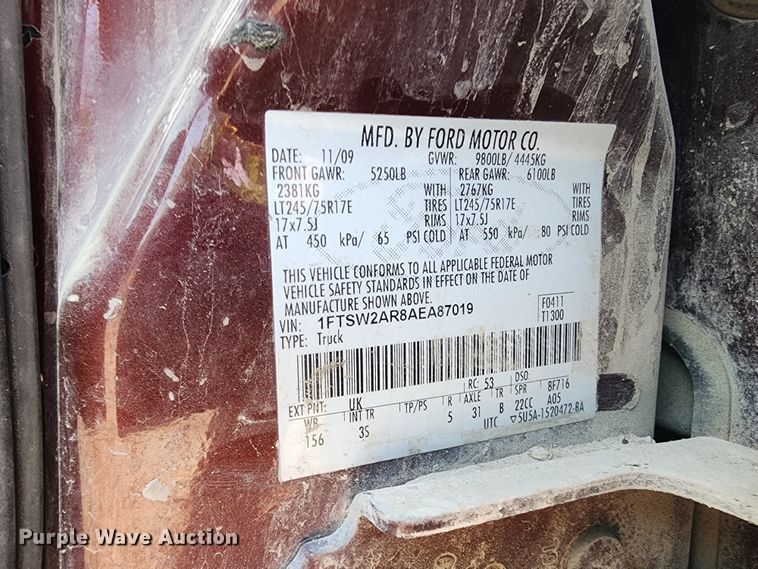 MFD. BY FORD MOTOR CO.
DATE: 11/09 GVWR: 9800LB/ 4445KG
FRONT GAWR: 5250LB REAR GAWR: 6100LB
2381KG WITH 2767KG WITH
LT245/75R17E TIRES LT245/75R17E TIRES
17x7.5J RIMS 17x7.5J RIMS
AT 450 kPa/ 65 PSI COLD AT 550 kPa/ 80 PSI COLD
THIS VEHICLE CONFORMS TO ALL APPLICABLE FEDERAL MOTOR
VEHICLE SAFETY STANDARDS IN EFFECT ON THE DATE OF
MANUFACTURE SHOWN ABOVE.
VIN: 1FTSW2AR8AEA87019
F0411
TYPE: Truck
T1300
EXT PNT: UK RC: 53 DSO:
WB INT TR TP/PS R AXLE TR SPR 8F716
156 3S 5 31 B 22CC A05
UTC ▽5U5A-1520472-BA
Purple Wave Auction